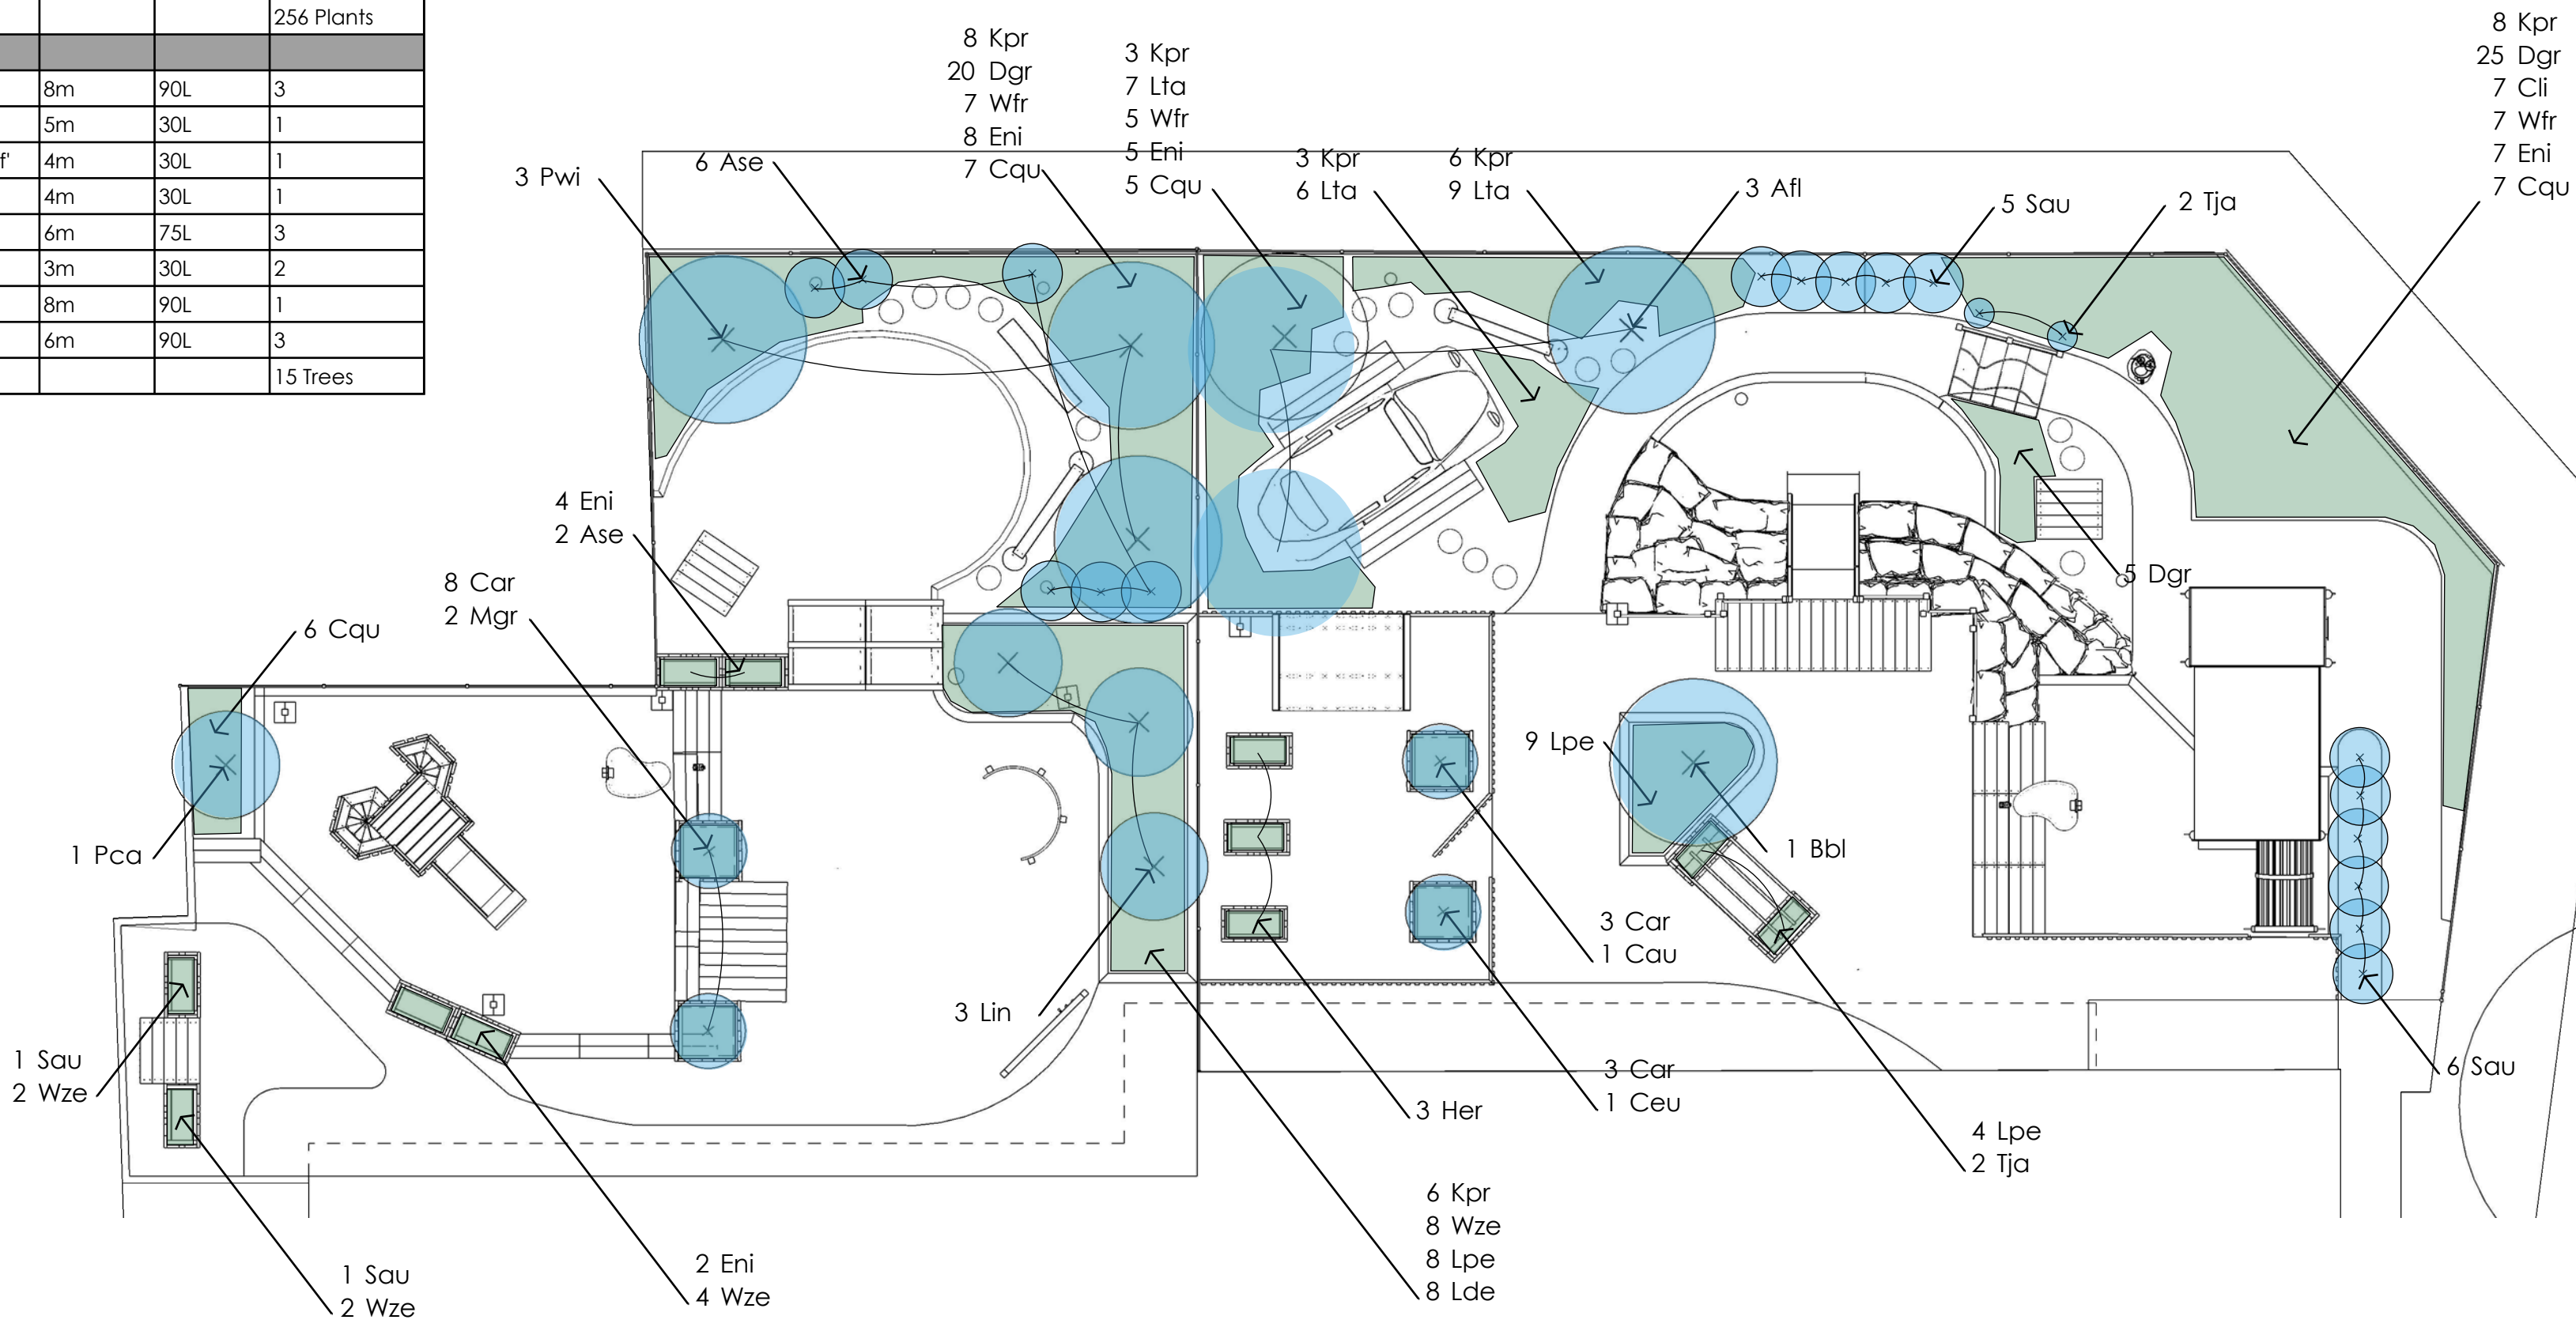 256 Plants
8m 90L 3
5m 30L 1
f' 4m 30L 1
4m 30L 1
6m 75L 3
3m 30L 2
8m 90L 1
6m 90L 3
15 Trees
8 Kpr
20 Dgr
7 Wfr
8 Eni
7 Cqu
3 Kpr
7 Lta
5 Wfr
5 Eni
5 Cqu
8 Kpr
25 Dgr
7 Cli
7 Wfr
7 Eni
7 Cqu
3 Pwi
6 Ase
3 Kpr
6 Lta
6 Kpr
9 Lta
3 Afl
5 Sau
2 Tja
4 Eni
2 Ase
8 Car
2 Mgr
6 Cqu
5 Dgr
1 Pca
9 Lpe
1 Bbl
3 Car
1 Cau
3 Lin
1 Sau
2 Wze
3 Car
1 Ceu
6 Sau
3 Her
4 Lpe
2 Tja
6 Kpr
8 Wze
8 Lpe
8 Lde
2 Eni
4 Wze
1 Sau
2 Wze